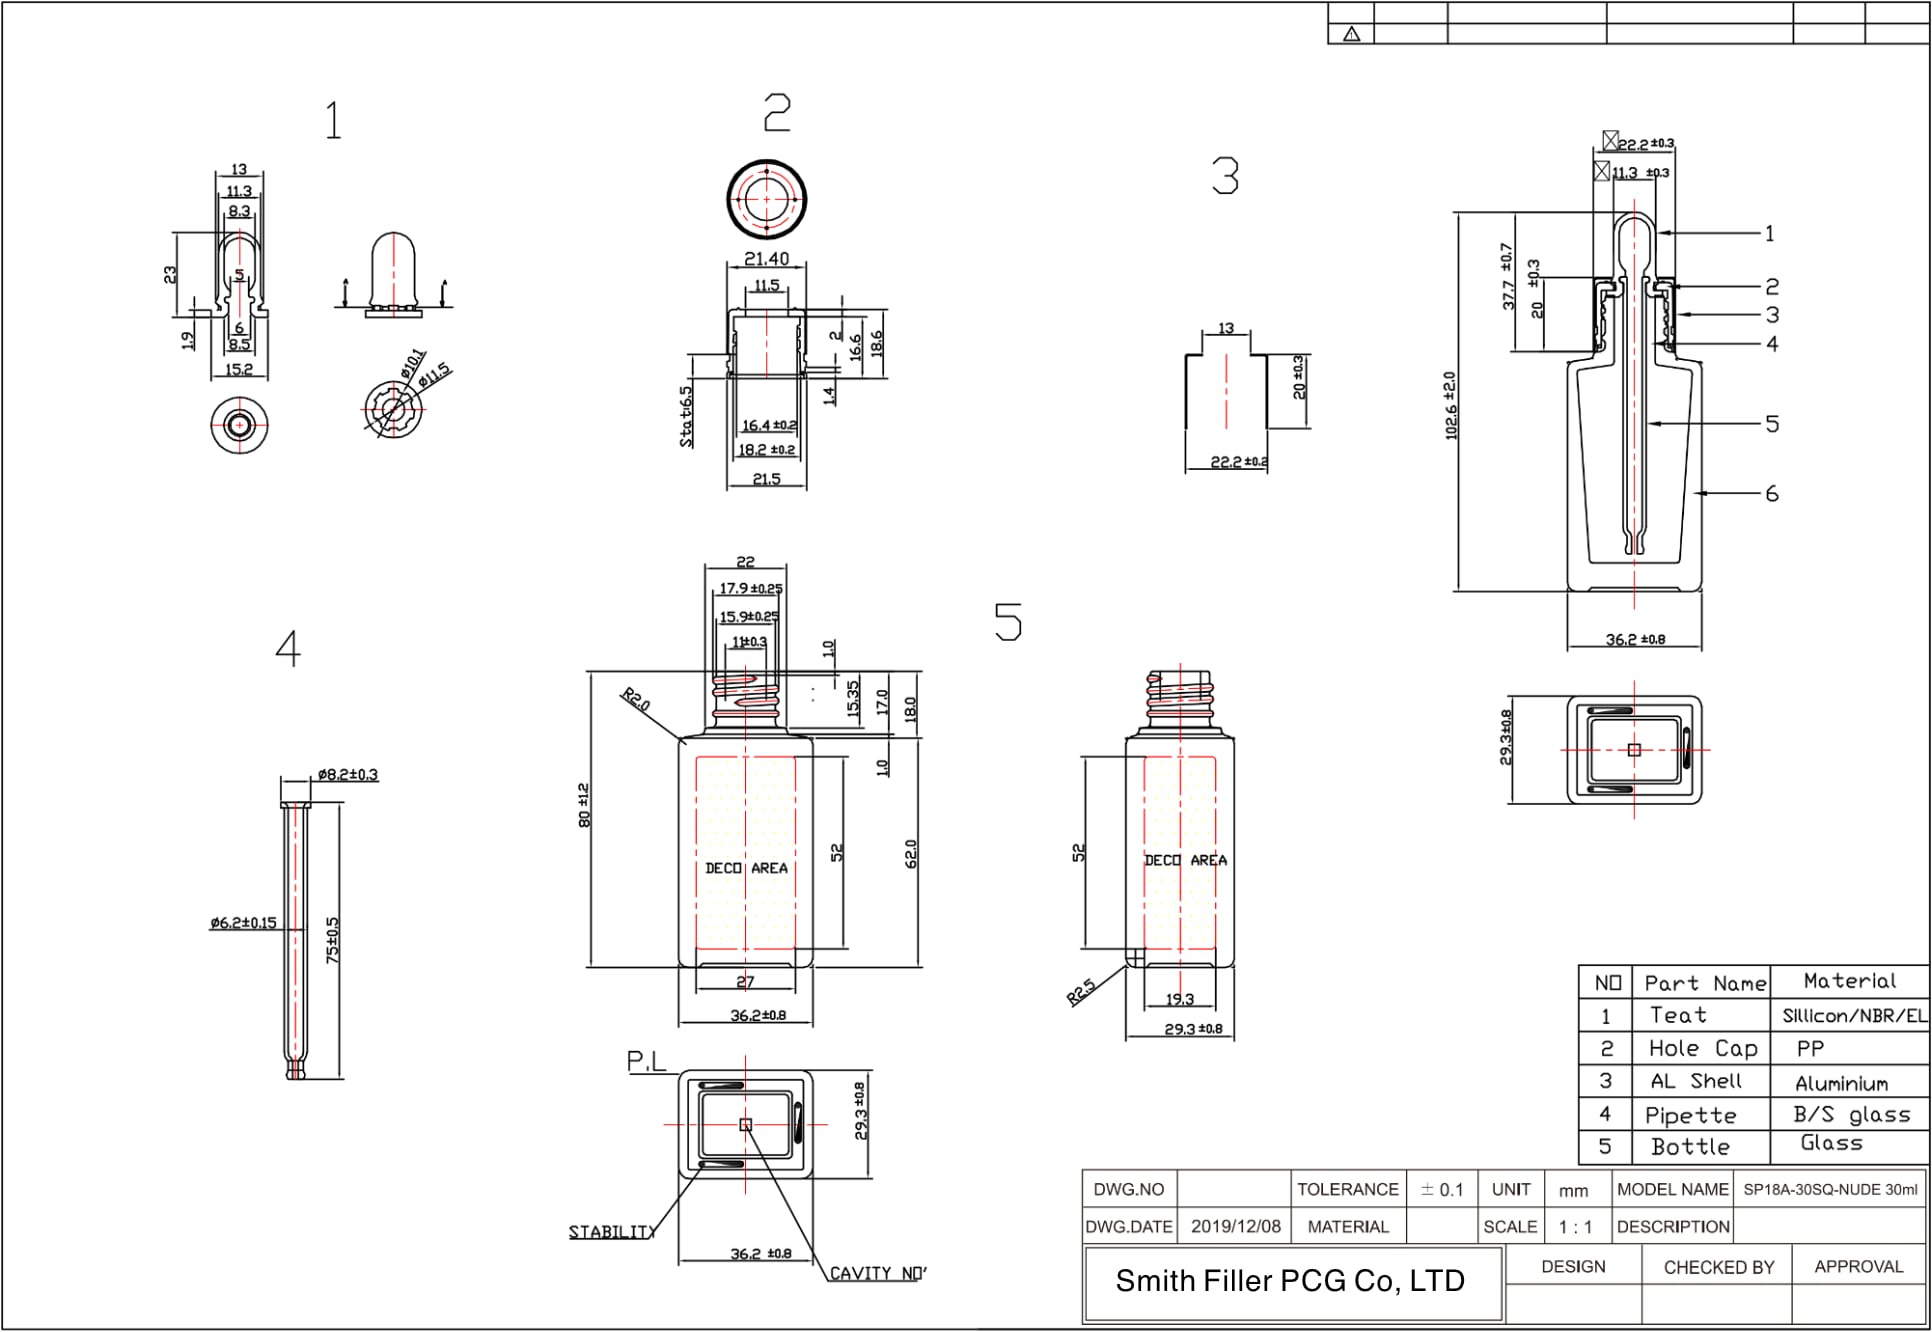 1
13
11.3
8.3
5
23
1.9
6
8.5
15.2
A
A
ø10.1
ø11.5
2
21.40
11.5
2
16.6
18.6
1.4
6.5
16.4 ±0.2
18.2 ±0.2
21.5
3
13
20 ±0.3
22.2 ±0.2
22.2 ±0.3
11.3 ±0.3
37.7 ±0.7
20 ±0.3
102.6 ±2.0
1
2
3
4
5
6
36.2 ±0.8
29.3±0.8
4
ø8.2±0.3
ø6.2±0.15
75±0.5
5
22
17.9 ±0.25
15.9±0.25
11±0.3
1.0
15.35
17.0
18.0
R2.0
1.0
80 ±1.2
52
62.0
DECO AREA
27
36.2±0.8
52
DECO AREA
R2.5
19.3
29.3 ±0.8
P.L
29.3 ±0.8
STABILITY
36.2 ±0.8
CAVITY NO'
NO Part Name Material
1 Teat Sillicon/NBR/EL
2 Hole Cap PP
3 AL Shell Aluminium
4 Pipette B/S glass
5 Bottle Glass
DWG.NO TOLERANCE ± 0.1 UNIT mm MODEL NAME SP18A-30SQ-NUDE 30ml
DWG.DATE 2019/12/08 MATERIAL SCALE 1 : 1 DESCRIPTION
Smith Filler PCG Co, LTD
DESIGN CHECKED BY APPROVAL